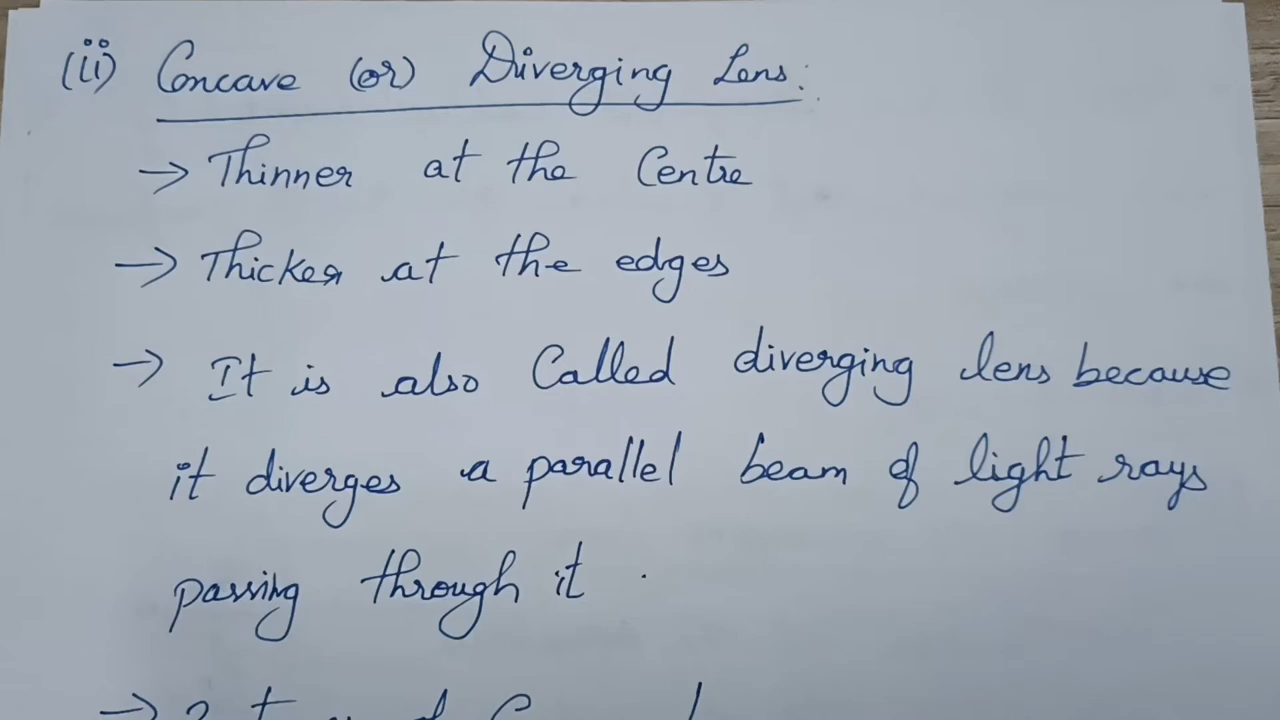 (ii) Concave (or) Diverging Lens:
→ Thinner at the Centre
→ Thicker at the edges
→ It is also Called diverging lens because
it diverges a parallel beam of light rays
passing through it.
→